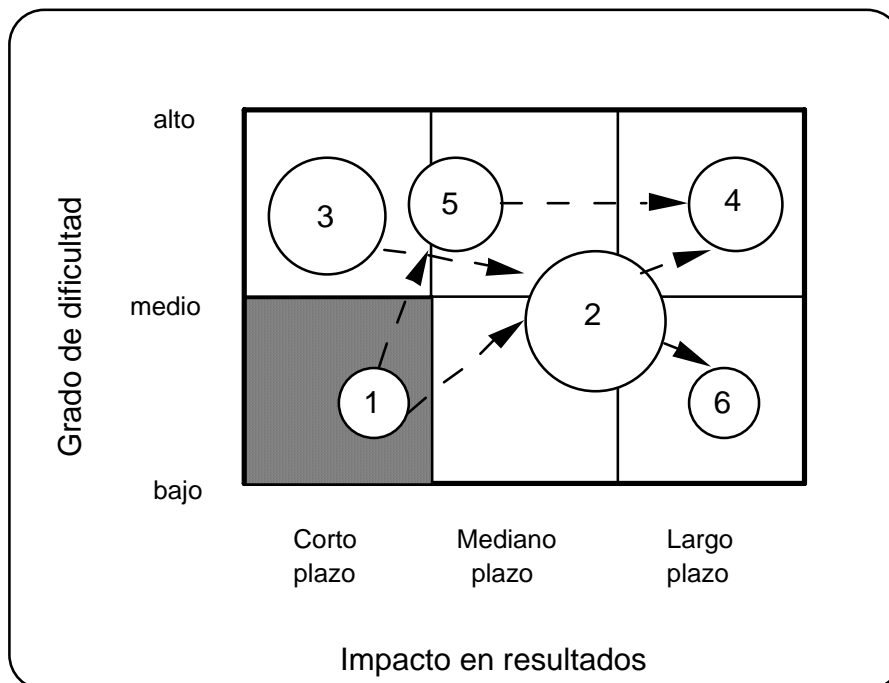 alto
3
5
4
Grado de dificultad
medio
2
1
6
bajo
Corto
plazo
Mediano
plazo
Largo
plazo
Impacto en resultados